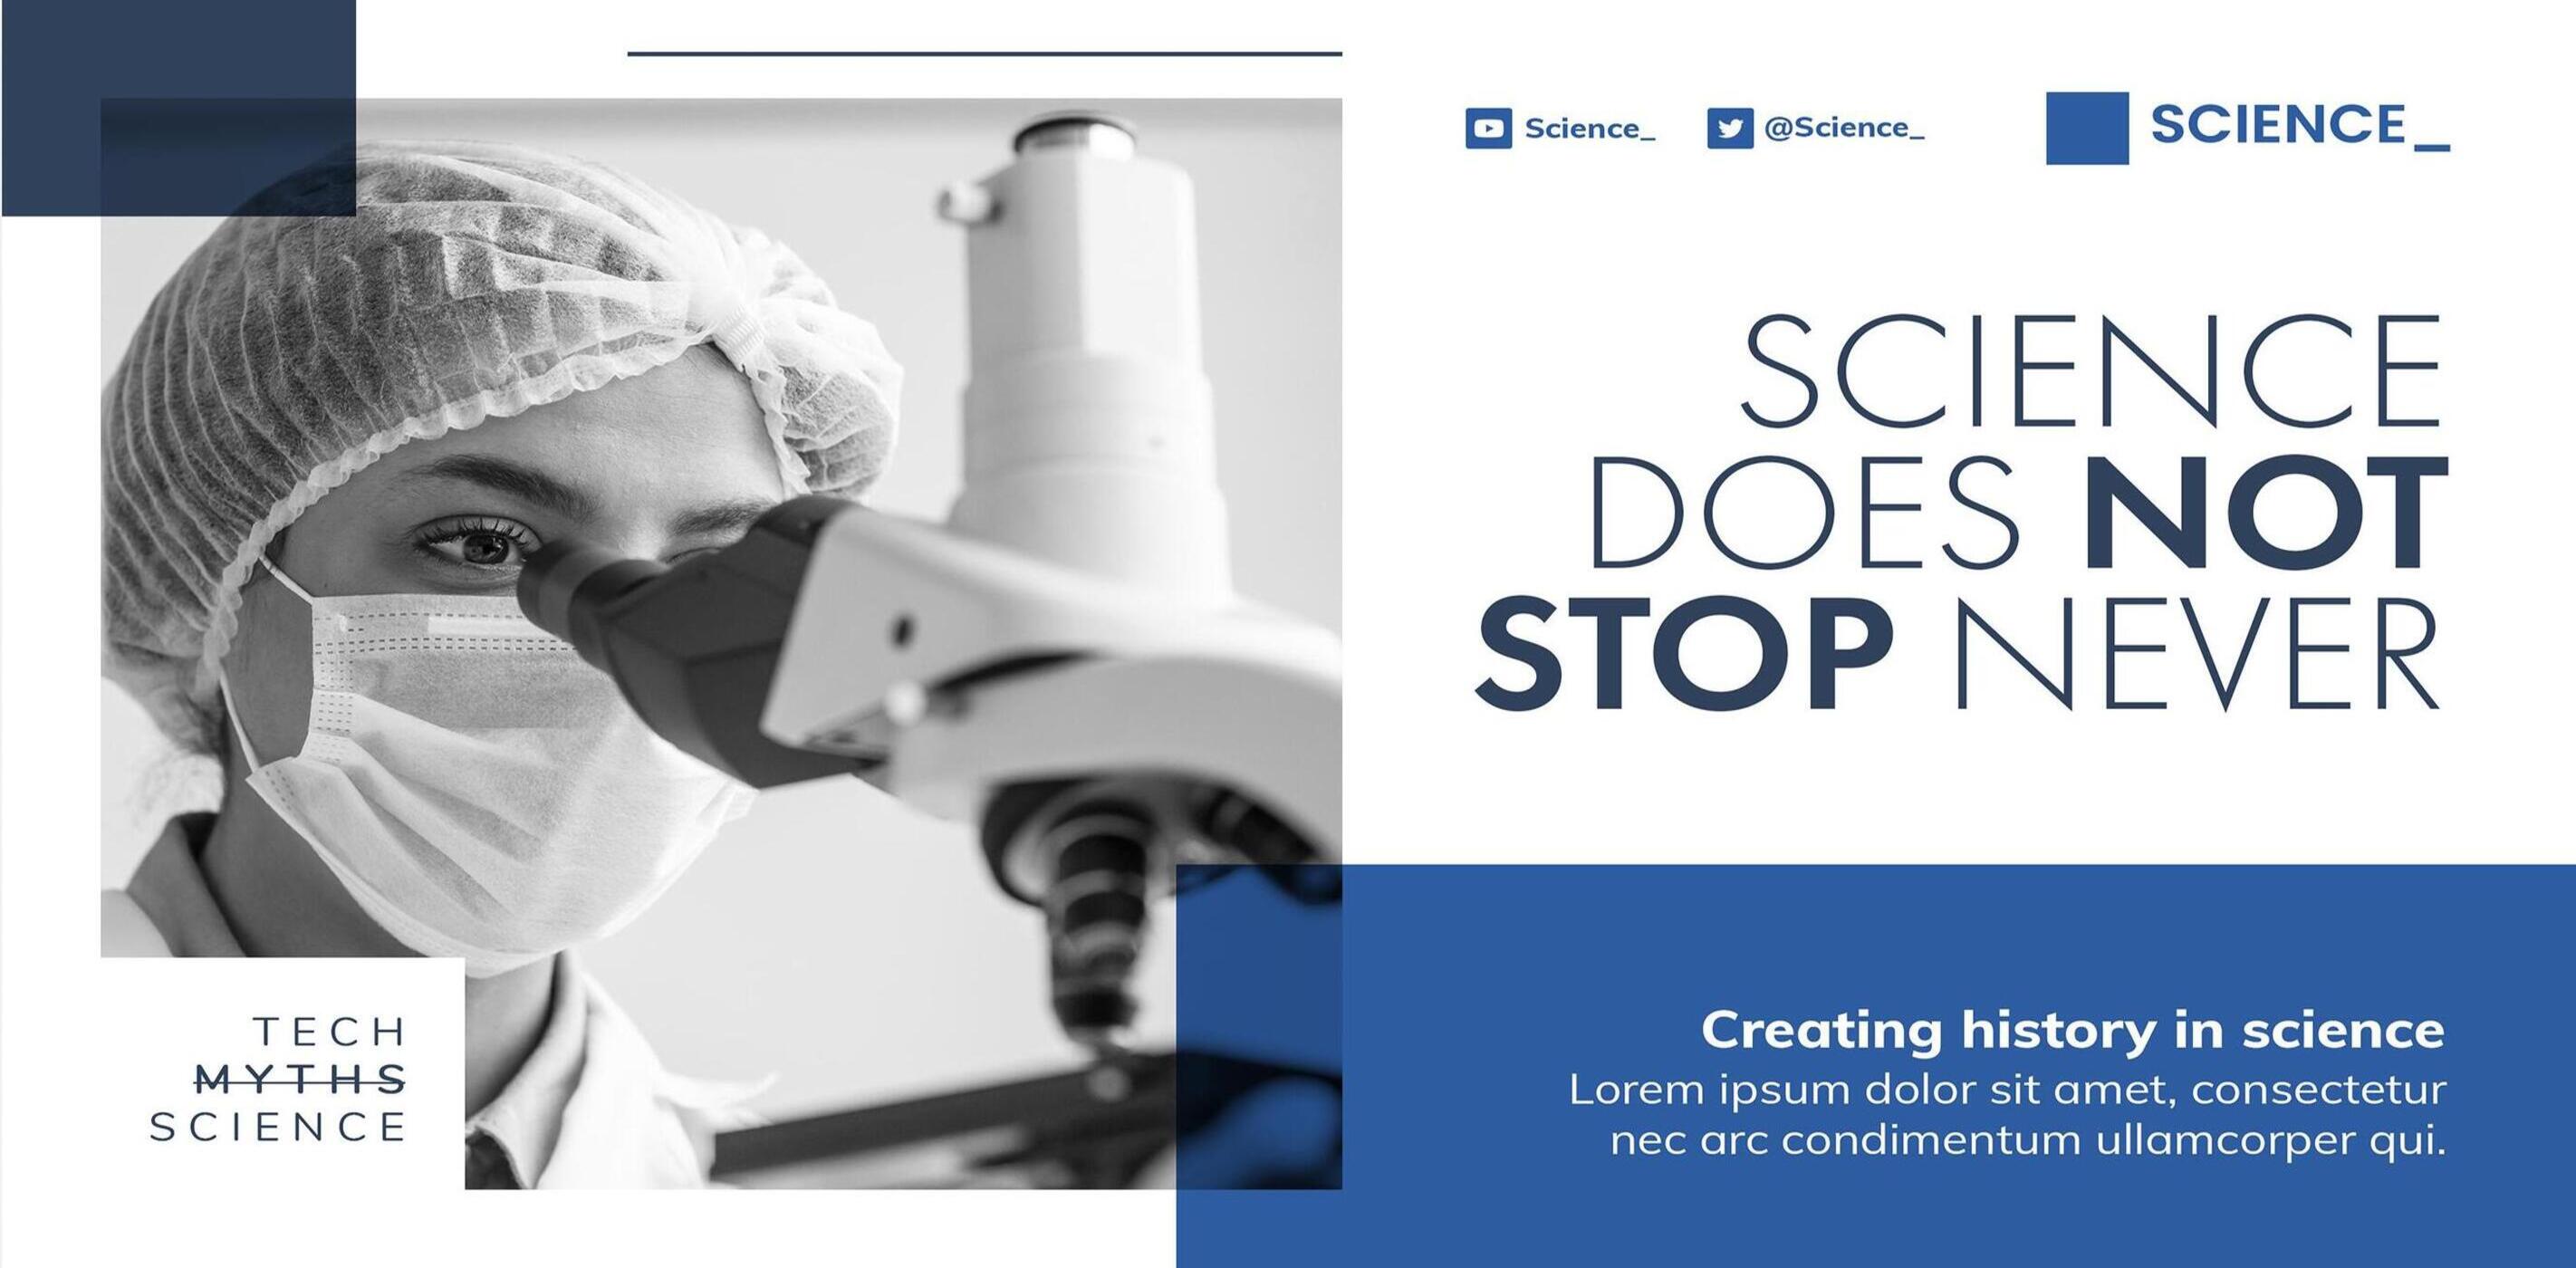 Science_
@Science_
SCIENCE_
SCIENCE
DOES NOT
STOP NEVER
TECH
MYTHS
SCIENCE
Creating history in science
Lorem ipsum dolor sit amet, consectetur
nec arc condimentum ullamcorper qui.